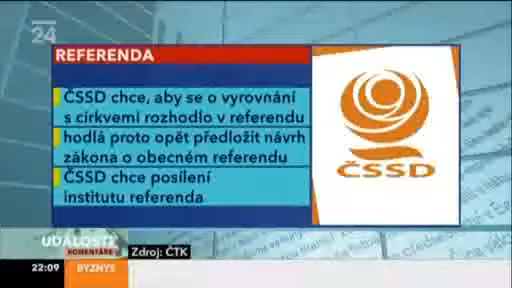 24
REFERENDA
ČSSD chce, aby se o vyrovnání
s církvemi rozhodlo v referendu
hodlá proto opět předložit návrh
zákona o obecném referendu
ČSSD chce posílení
institutu referenda
ČSSD
UDÁLOSTI
KOMENTÁŘE
Zdroj: ČTK
22:09 BYZNYS